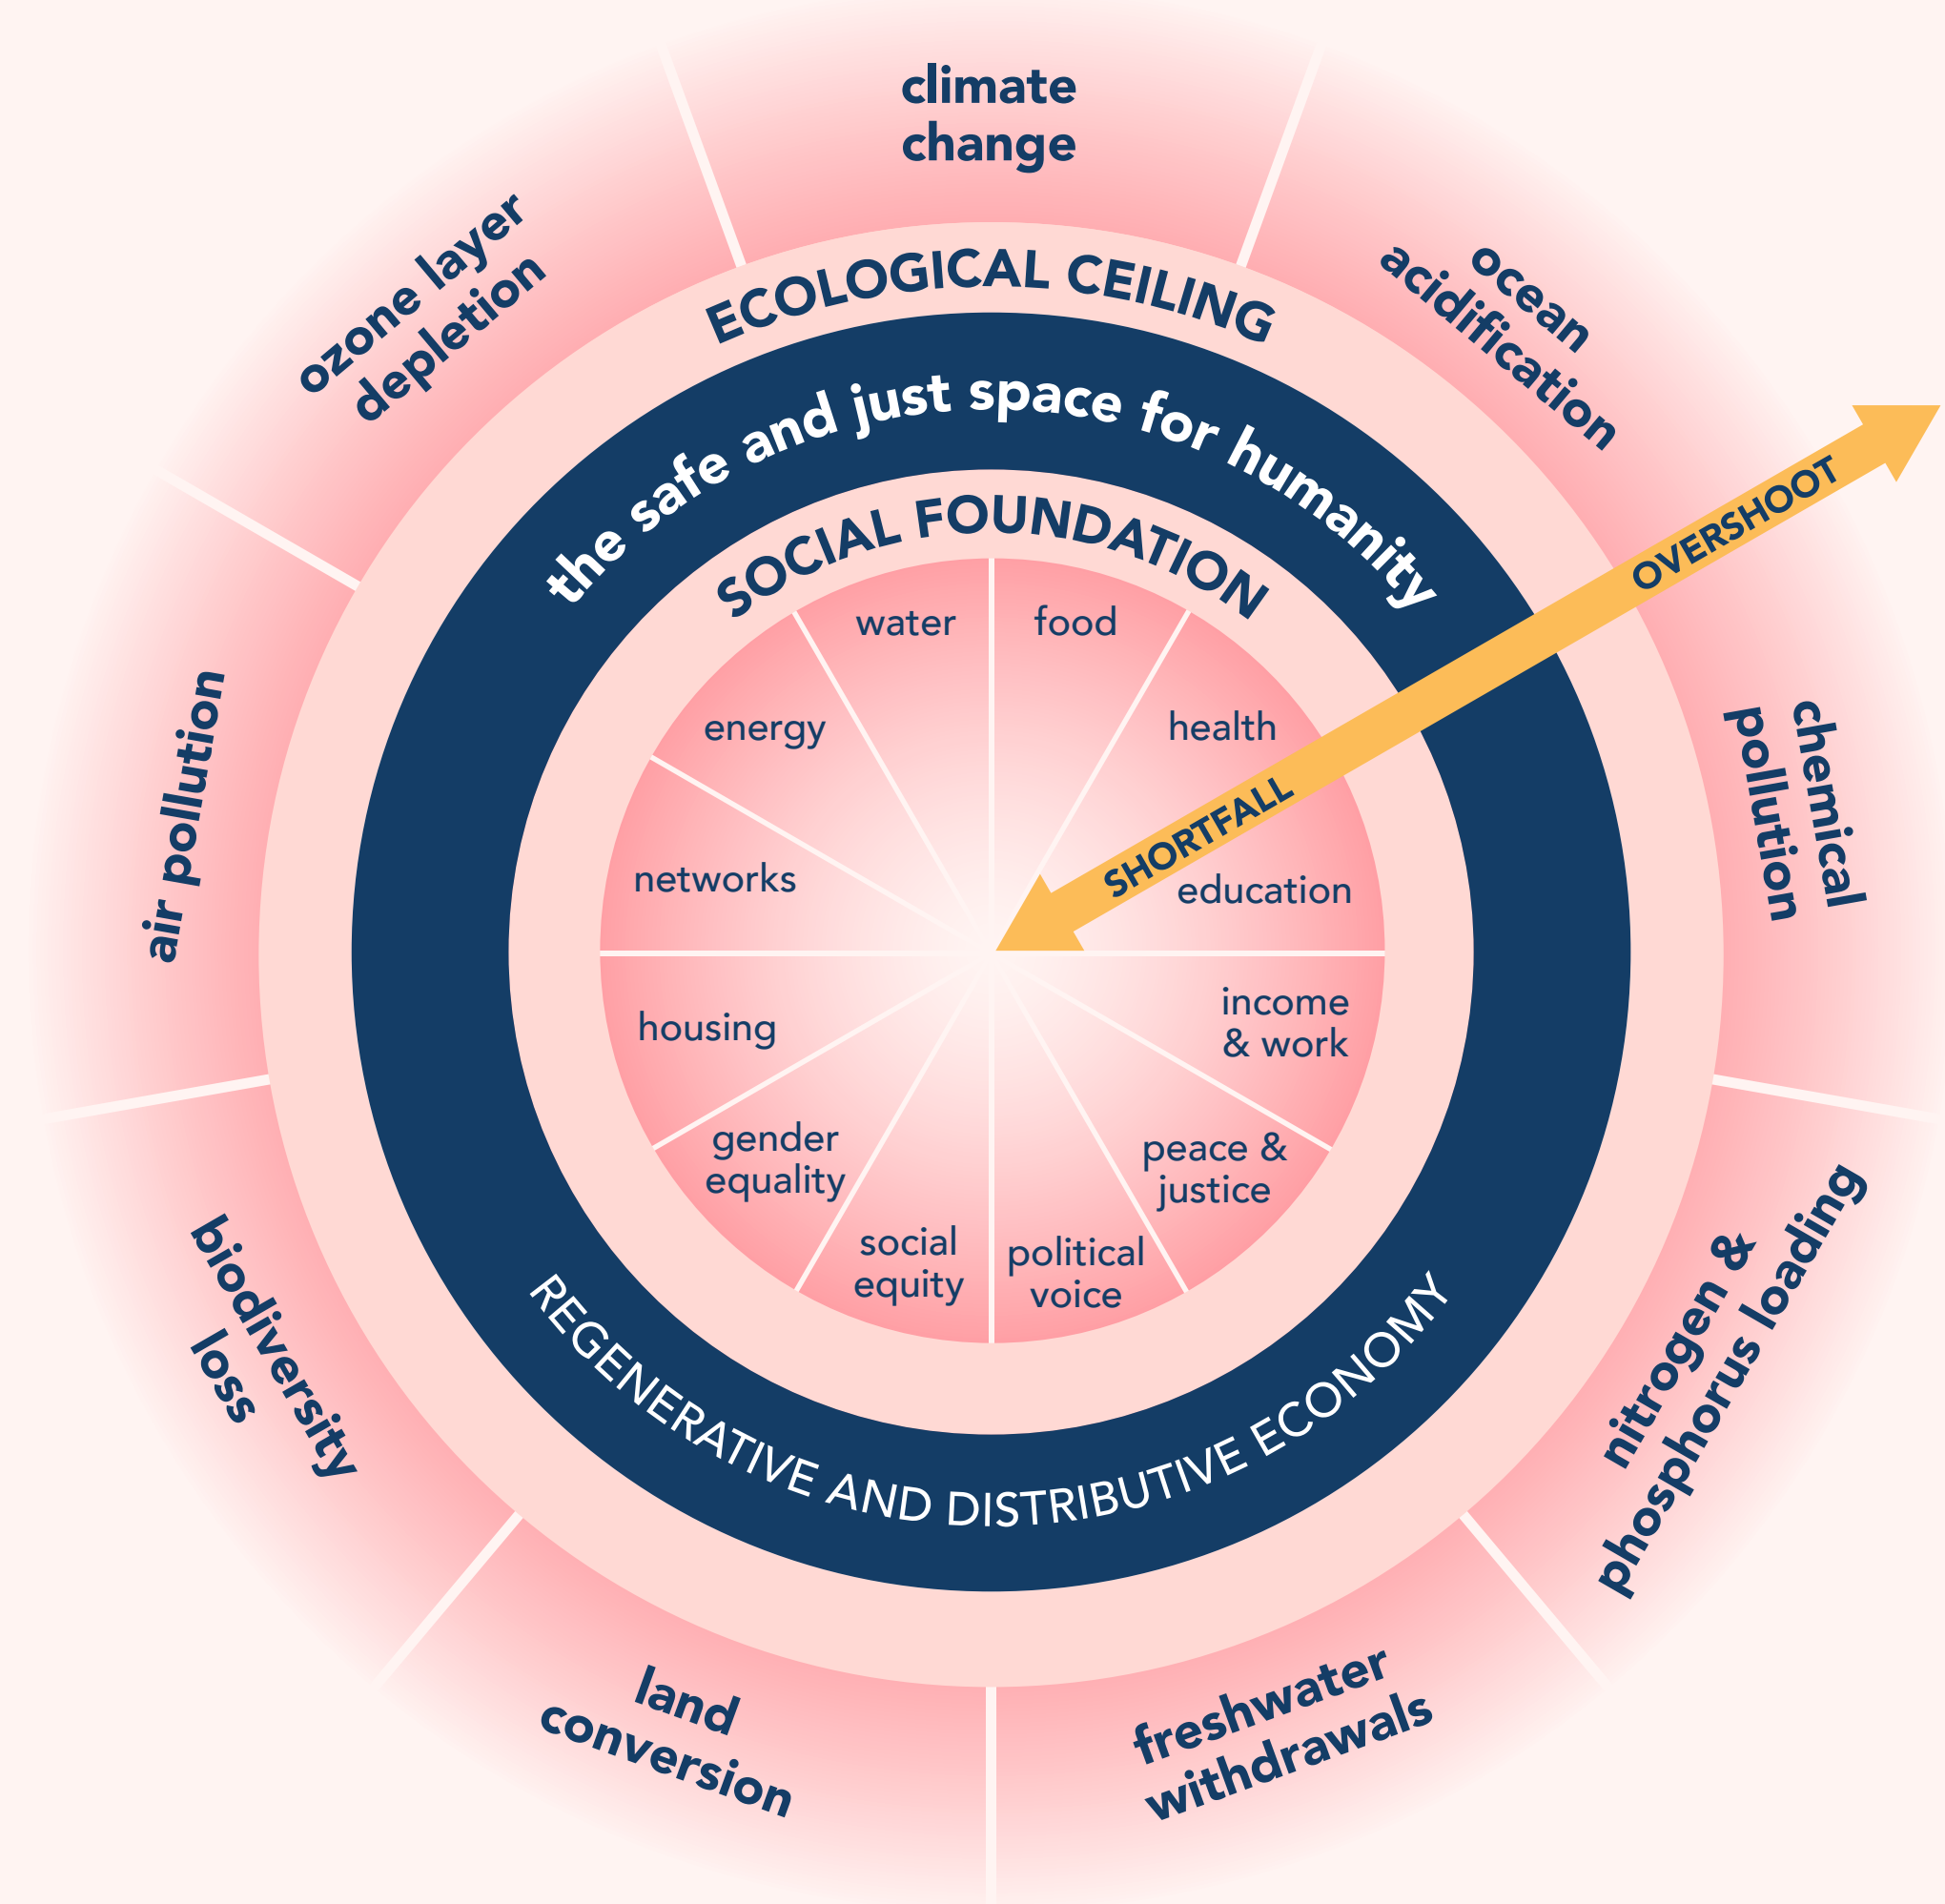 climate
change
ocean
acidification
chemical
pollution
nitrogen &
phosphorus loading
freshwater
withdrawals
land
conversion
biodiversity
loss
air pollution
ozone layer
depletion
ECOLOGICAL CEILING
the safe and just space for humanity
SOCIAL FOUNDATION
water
food
health
education
income
& work
peace &
justice
political
voice
social
equity
gender
equality
housing
networks
energy
SHORTFALL
OVERSHOOT
REGENERATIVE AND DISTRIBUTIVE ECONOMY